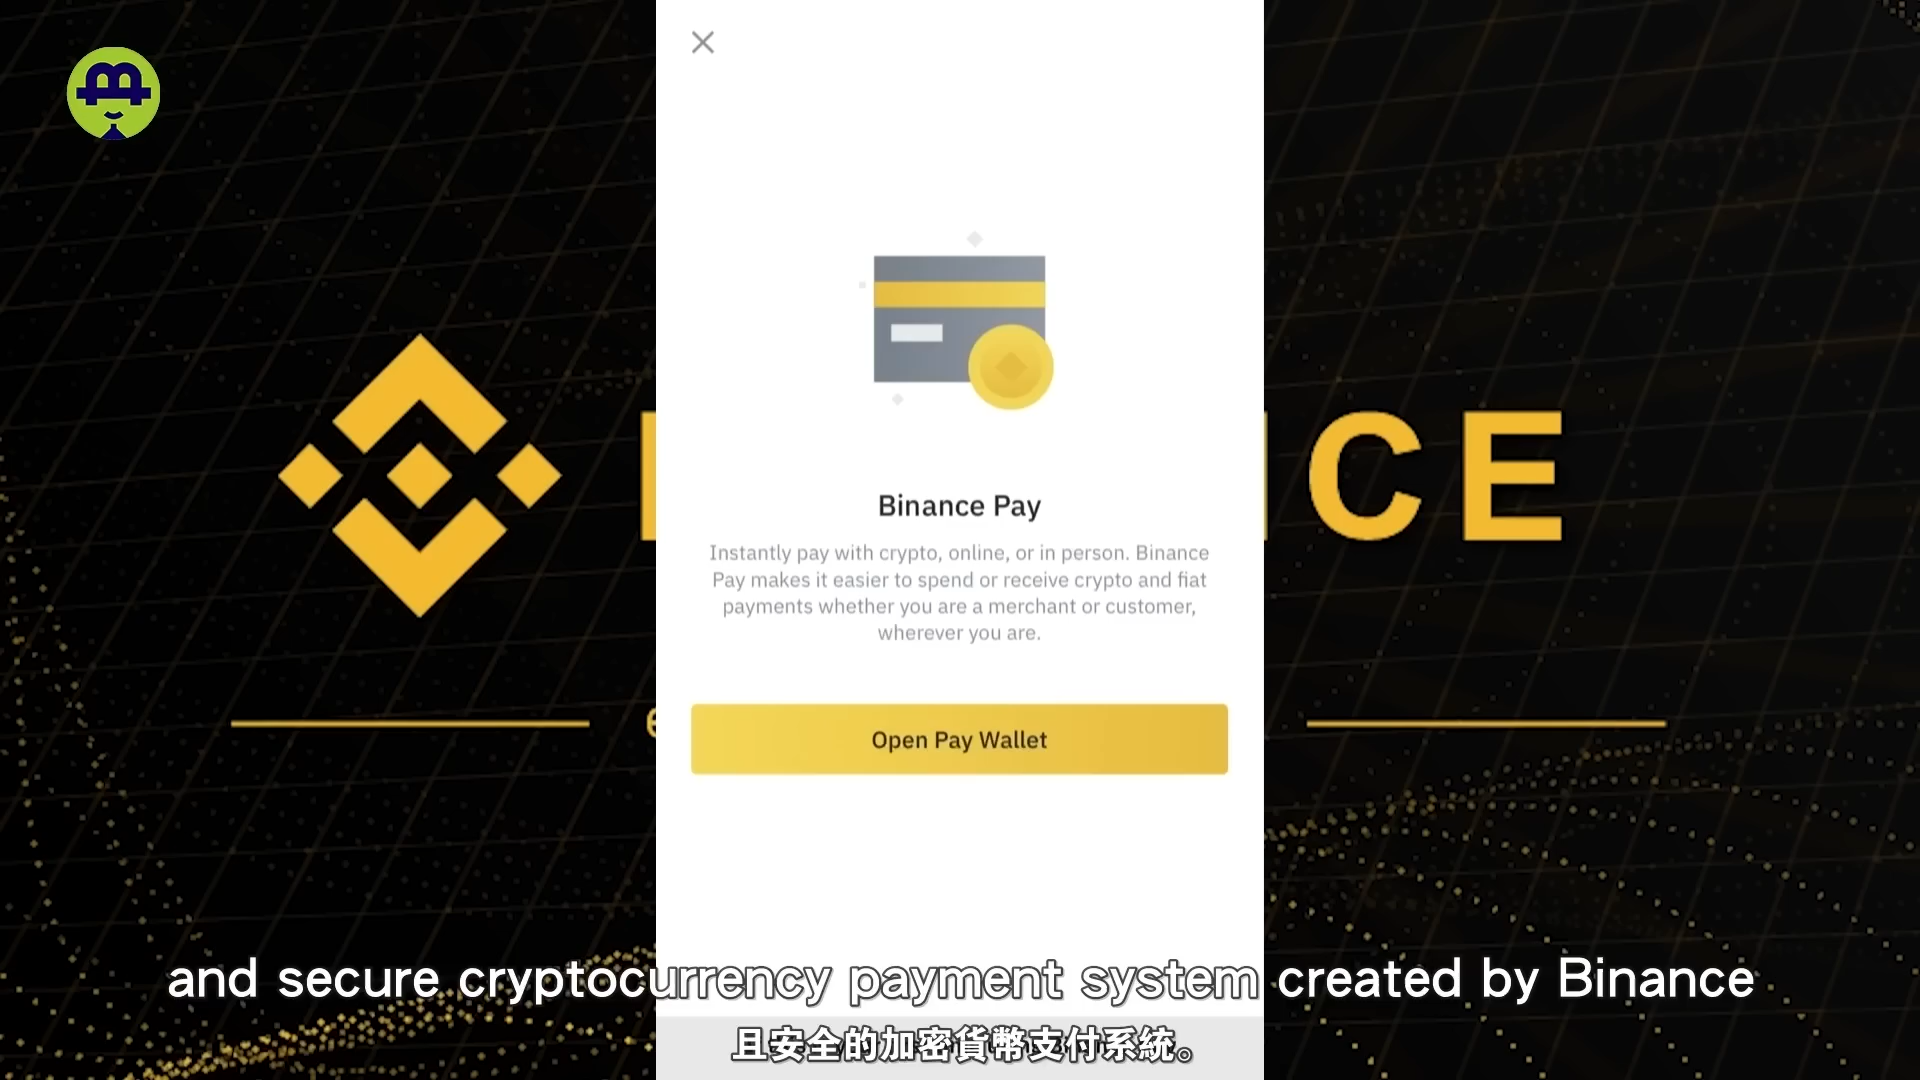 CE
Binance Pay
Instantly pay with crypto, online, or in person. Binance
Pay makes it easier to spend or receive crypto and fiat
payments whether you are a merchant or customer,
wherever you are.
Open Pay Wallet
and secure cryptocurrency payment system created by Binance
且安全的加密貨幣支付系統。